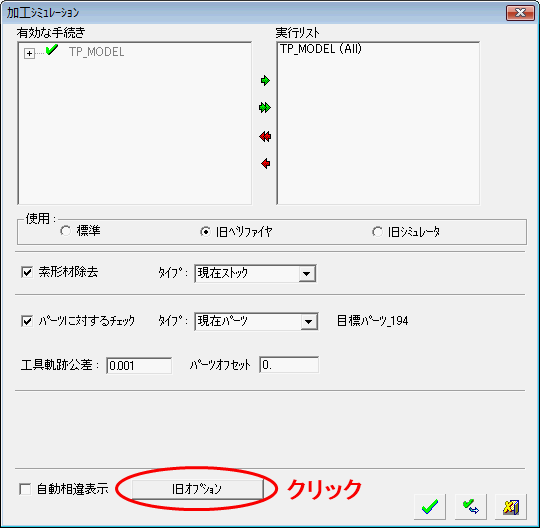 加工ｼﾐｭﾚｰｼｮﾝ
有効な手続き
実行リスト
TP_MODEL
TP_MODEL (All)
使用 :
標準
旧ﾍﾞﾘﾌｧｲﾔ
旧ｼﾐｭﾚｰﾀ
素形材除去
ﾀｲﾌﾟ:
現在ｽﾄｯｸ
ﾊﾟｰﾂに対するﾁｪｯｸ
ﾀｲﾌﾟ:
現在ﾊﾟｰﾂ
目標ﾊﾟｰﾂ_194
工具軌跡公差 :
0.001
ﾊﾟｰﾂｵﾌｾｯﾄ
0.
自動相違表示
旧ｵﾌﾟｼｮﾝ
クリック